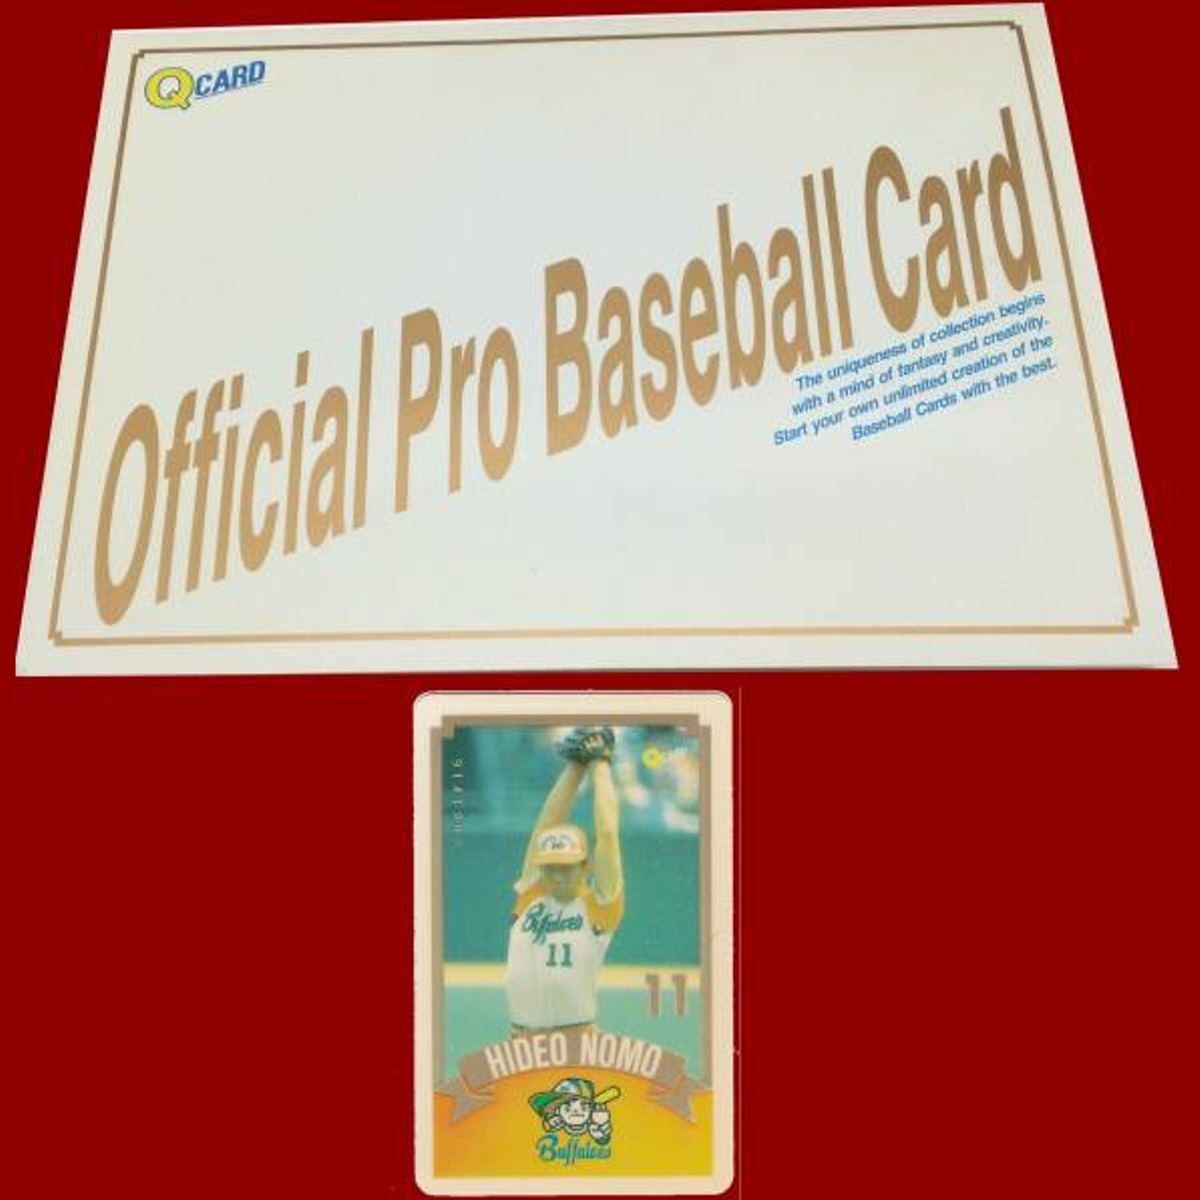 QCARD
Official Pro Baseball Card
The uniqueness of collection begins
with a mind of fantasy and creativity.
Start your own unlimited creation of the
Baseball Cards with the best.
Buffaloes
11
11
HIDEO NOMO
Buffaloes